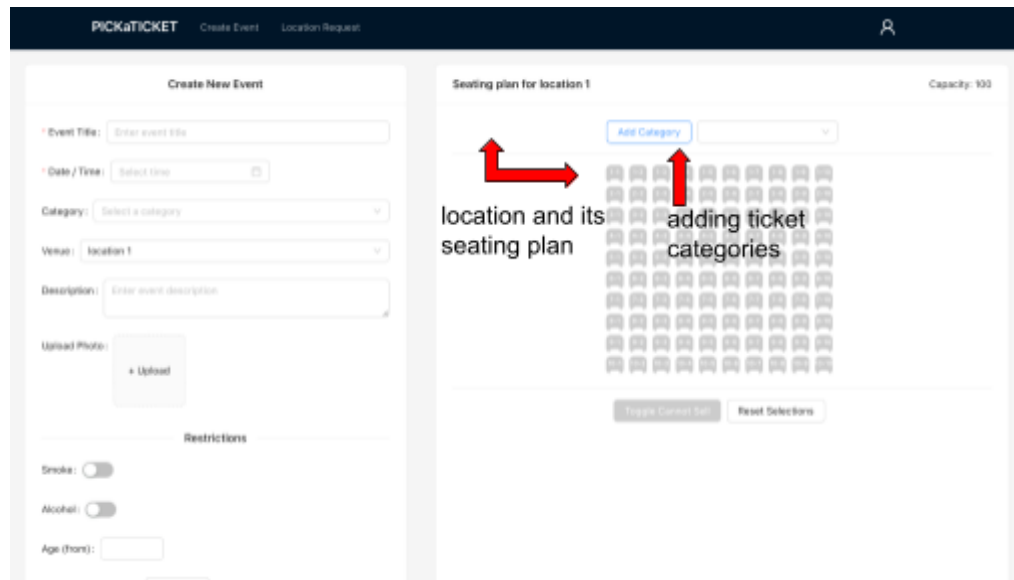 PICKaTICKET Create Event Location Request
Create New Event
* Event Title: Enter event title
* Date / Time: Select time
Category: Select a category
Venue: location 1
Description: Enter event description
Upload Photo:
+ Upload
Restrictions
Smoke:
Alcohol:
Age (from):
Seating plan for location 1 Capacity: 100
Add Category
location and its
seating plan
adding ticket
categories
Toggle Cannot Sell Reset Selections